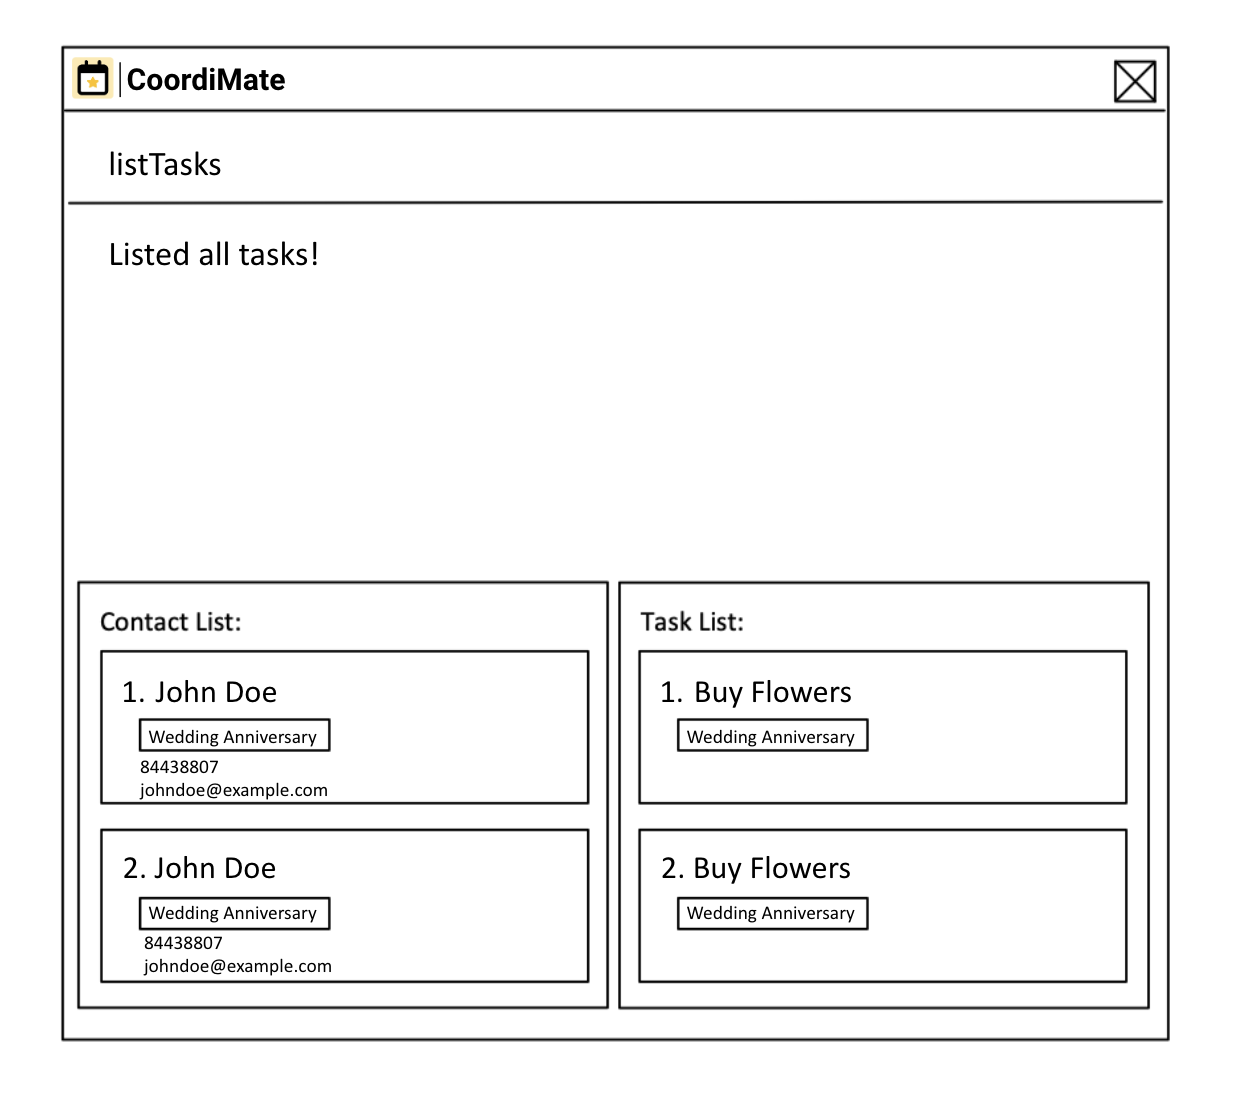 CoordiMate
listTasks
Listed all tasks!
Contact List:
1. John Doe
Wedding Anniversary
84438807
johndoe@example.com
2. John Doe
Wedding Anniversary
84438807
johndoe@example.com
Task List:
1. Buy Flowers
Wedding Anniversary
2. Buy Flowers
Wedding Anniversary